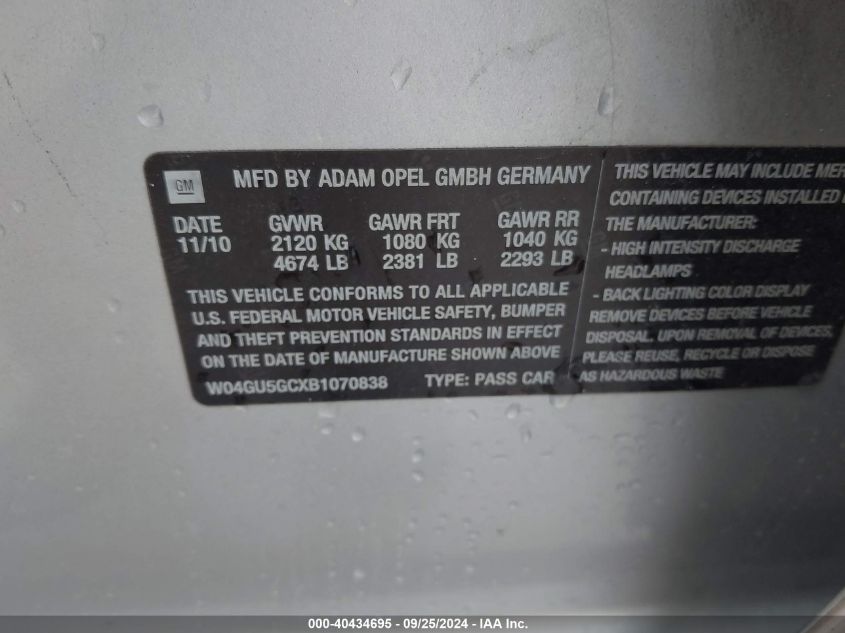 GM
MFD BY ADAM OPEL GMBH GERMANY
DATE GVWR GAWR FRT GAWR RR
11/10 2120 KG 1080 KG 1040 KG
4674 LB 2381 LB 2293 LB
THIS VEHICLE CONFORMS TO ALL APPLICABLE
U.S. FEDERAL MOTOR VEHICLE SAFETY, BUMPER
AND THEFT PREVENTION STANDARDS IN EFFECT
ON THE DATE OF MANUFACTURE SHOWN ABOVE
W04GU5GCXB1070838 TYPE: PASS CAR
THIS VEHICLE MAY INCLUDE MER
CONTAINING DEVICES INSTALLED
THE MANUFACTURER:
- HIGH INTENSITY DISCHARGE
HEADLAMPS
- BACK LIGHTING COLOR DISPLAY
REMOVE DEVICES BEFORE VEHICLE
DISPOSAL. UPON REMOVAL OF DEVICES,
PLEASE REUSE, RECYCLE OR DISPOSE
AS HAZARDOUS WASTE
000-40434695 - 09/25/2024 - IAA Inc.